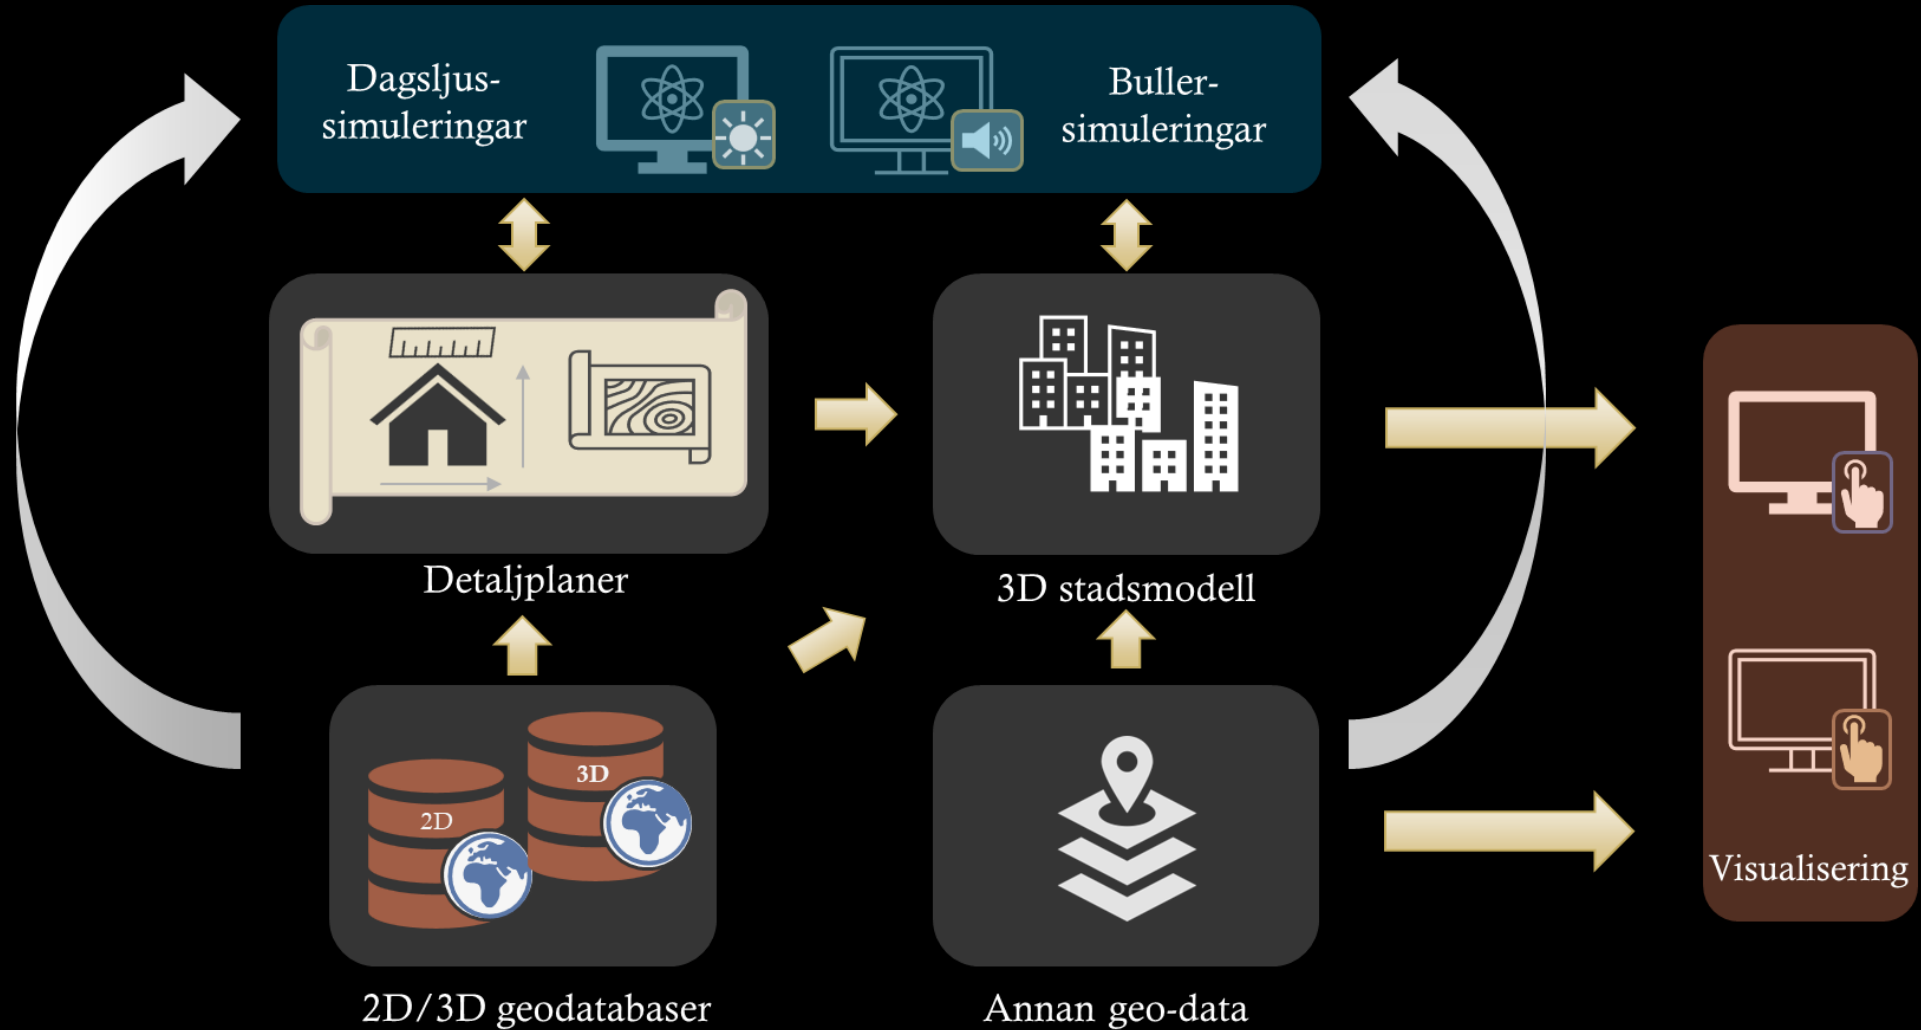 Dagsljus-
simuleringar
Buller-
simuleringar
Detaljplaner
3D stadsmodell
2D
3D
Visualisering
2D/3D geodatabaser
Annan geo-data